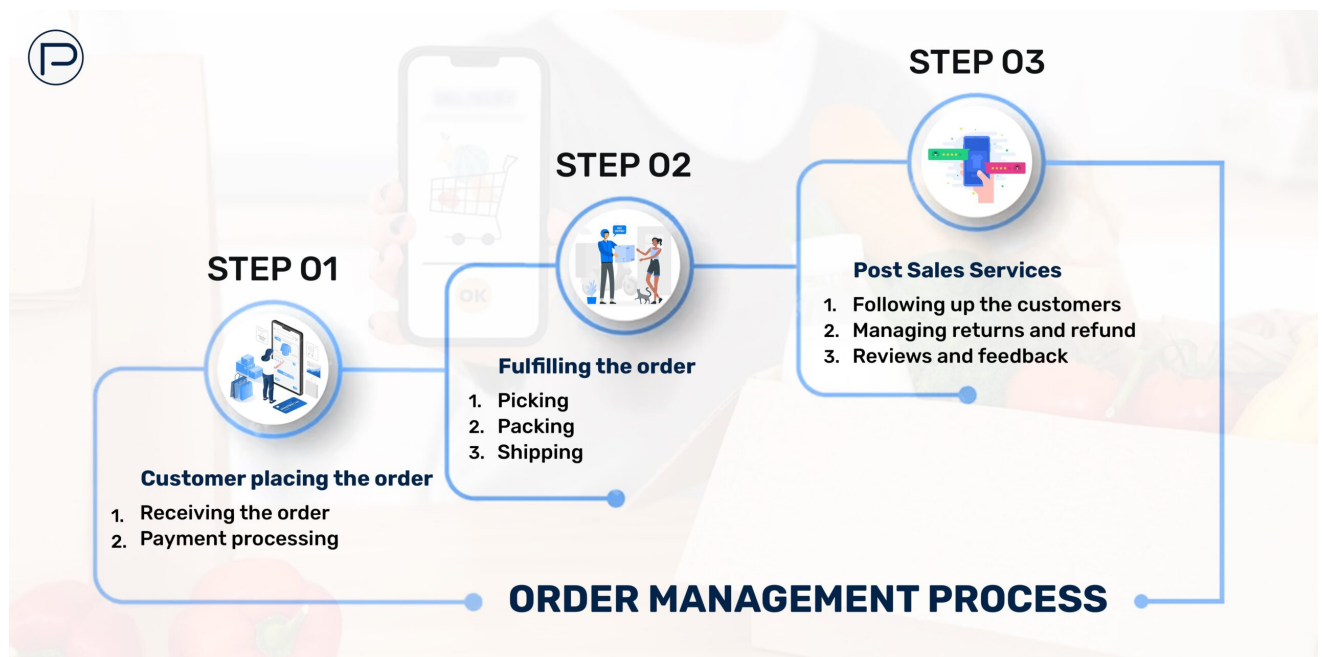 STEP 01
Customer placing the order
1. Receiving the order
2. Payment processing
STEP 02
Fulfilling the order
1. Picking
2. Packing
3. Shipping
STEP 03
Post Sales Services
1. Following up the customers
2. Managing returns and refund
3. Reviews and feedback
ORDER MANAGEMENT PROCESS
OK
P